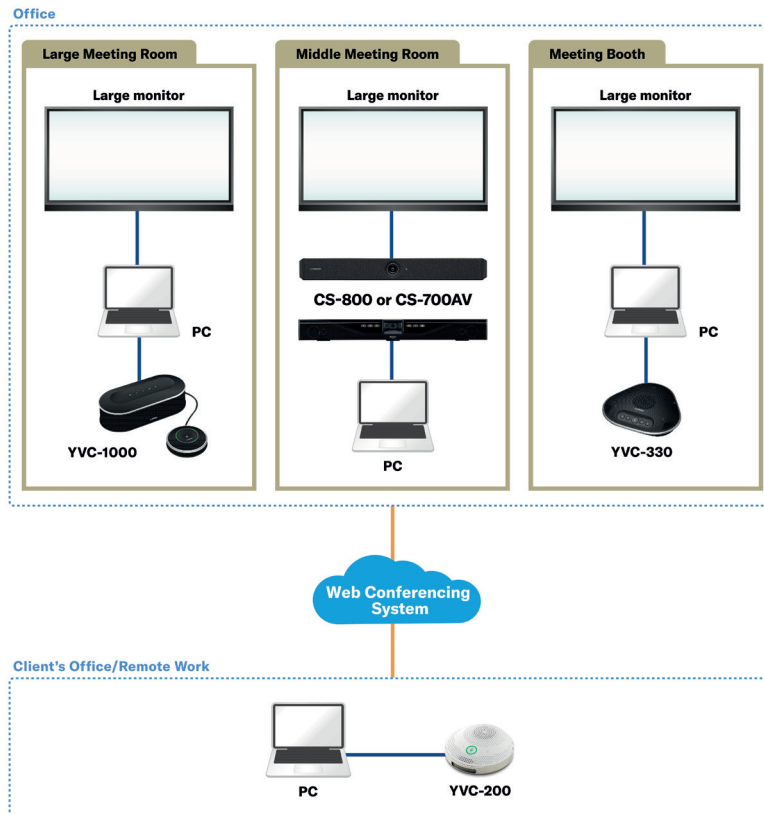 Office
Large Meeting Room
Large monitor
PC
YVC-1000
Middle Meeting Room
Large monitor
CS-800 or CS-700AV
PC
Meeting Booth
Large monitor
PC
YVC-330
Web Conferencing
System
Client's Office/Remote Work
PC
YVC-200